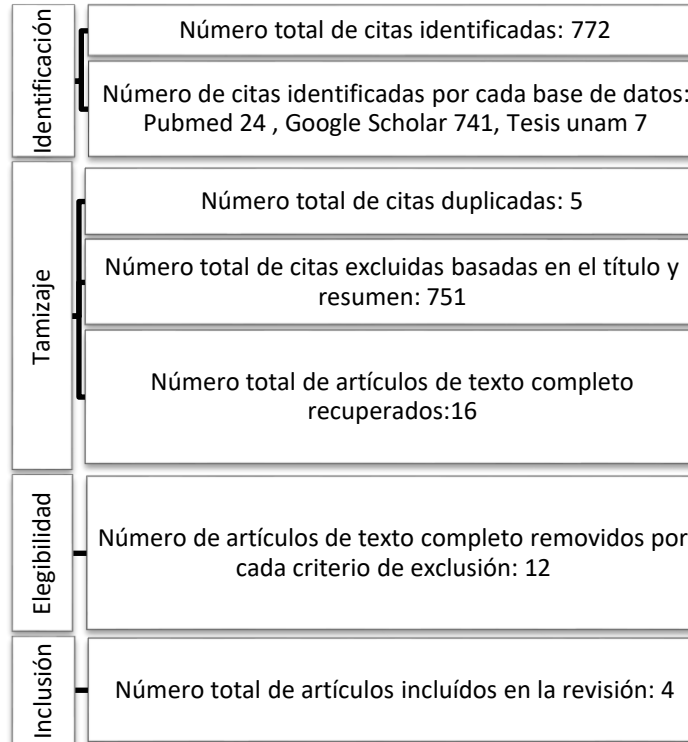 Identificación
Número total de citas identificadas: 772
Número de citas identificadas por cada base de datos:
Pubmed 24 , Google Scholar 741, Tesis unam 7
Tamizaje
Número total de citas duplicadas: 5
Número total de citas excluidas basadas en el título y
resumen: 751
Número total de artículos de texto completo
recuperados:16
Elegibilidad
Número de artículos de texto completo removidos por
cada criterio de exclusión: 12
Inclusión
Número total de artículos incluídos en la revisión: 4